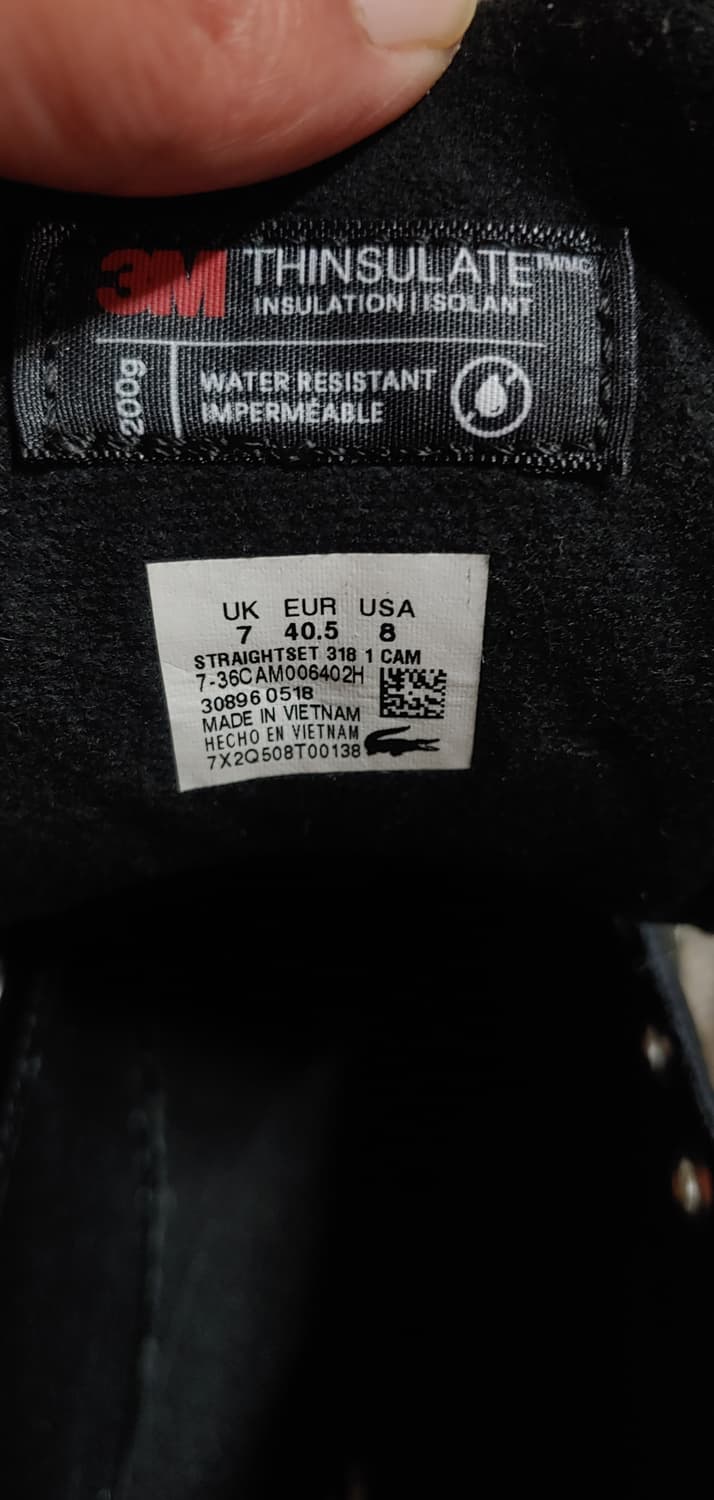 3M THINSULATE™MC
INSULATION | ISOLANT
200g
WATER RESISTANT
IMPERMÉABLE
UK EUR USA
7 40.5 8
STRAIGHTSET 318 1 CAM
7-36CAM006402H
30896 0518
MADE IN VIETNAM
HECHO EN VIETNAM
7X2Q508T00138